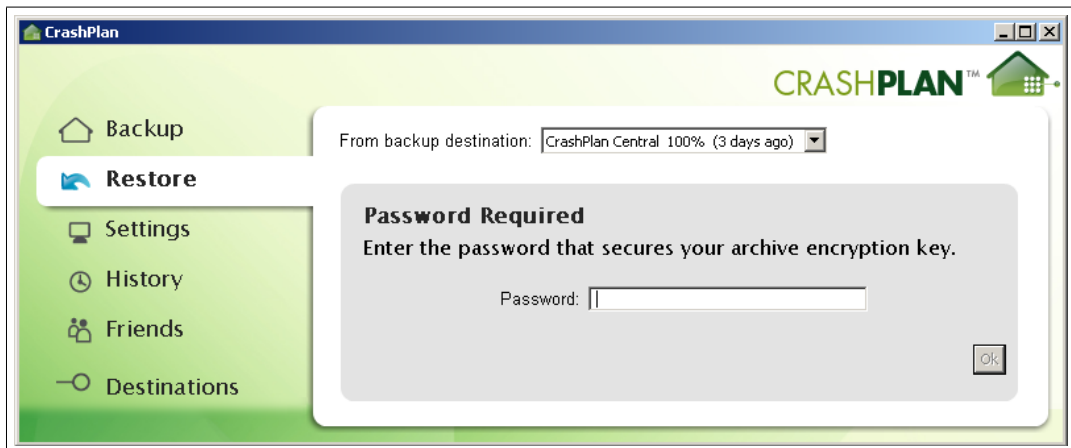 CrashPlan
CRASHPLAN™
Backup
Restore
Settings
History
Friends
Destinations
From backup destination: CrashPlan Central 100% (3 days ago)
Password Required
Enter the password that secures your archive encryption key.
Password:
Ok